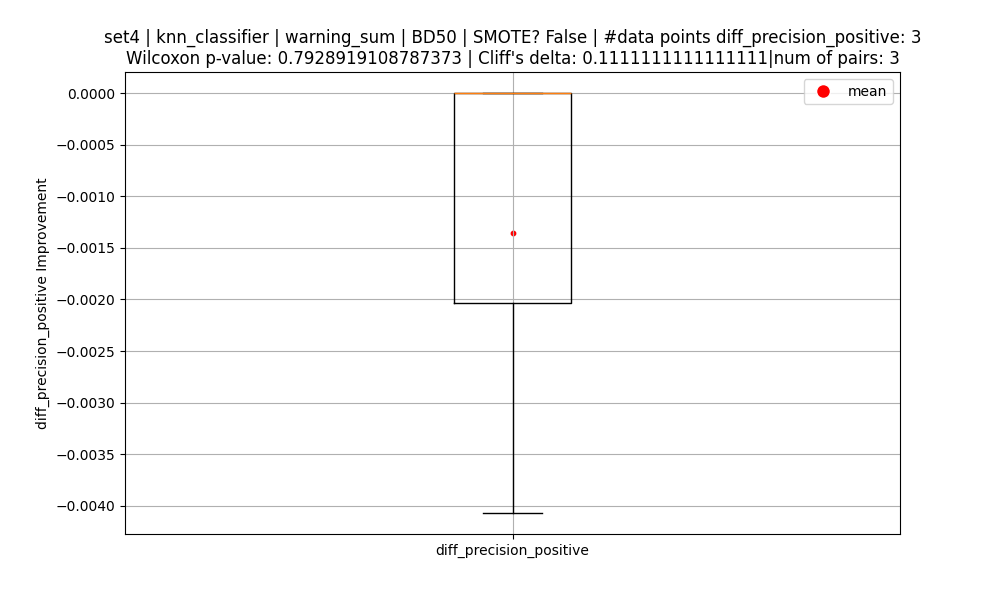 set4 | knn_classifier | warning_sum | BD50 | SMOTE? False | #data points diff_precision_positive: 3
Wilcoxon p-value: 0.7928919108787373 | Cliff's delta: 0.1111111111111111|num of pairs: 3
mean
0.0000
−0.0005
−0.0010
−0.0015
−0.0020
−0.0025
−0.0030
−0.0035
−0.0040
diff_precision_positive Improvement
diff_precision_positive